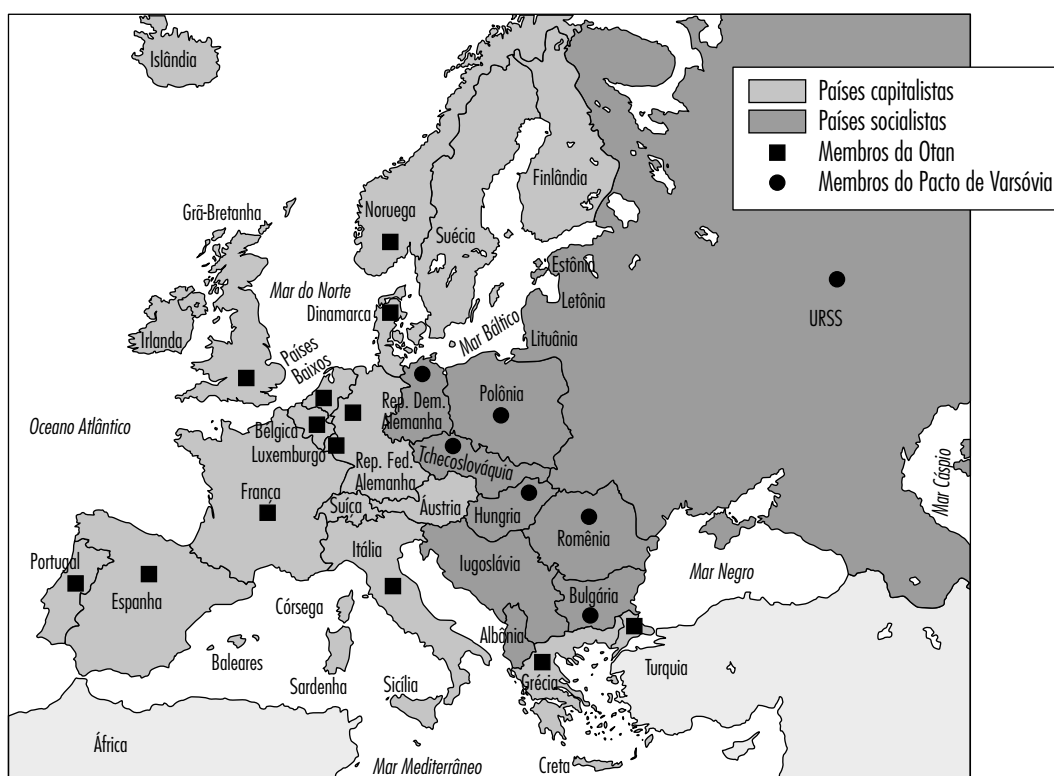 Islândia
Países capitalistas
Países socialistas
Membros da Otan
Membros do Pacto de Varsóvia
Finlândia
Noruega
Grã-Bretanha
Suécia
Estônia
Mar do Norte
Dinamarca
Letônia
URSS
Mar Báltico
Lituânia
Irlanda
Países
Baixos
Polônia
Rep. Dem.
Alemanha
Oceano Atlântico
Bélgica
Luxemburgo
Tchecoslováquia
Rep. Fed.
Alemanha
Mar Cáspio
França
Suíça
Áustria
Hungria
Romênia
Itália
Iugoslávia
Mar Negro
Portugal
Espanha
Bulgária
Córsega
Albânia
Baleares
Turquia
Sardenha
Sicília
Grécia
África
Mar Mediterrâneo
Creta